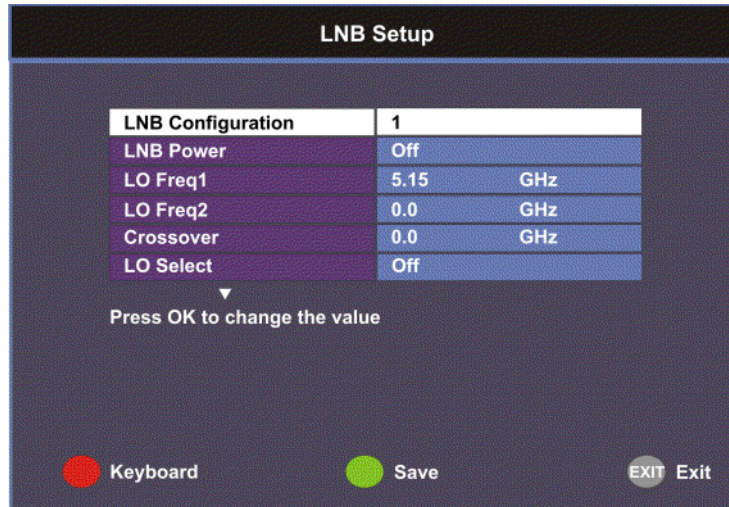 LNB Setup
LNB Configuration 1
LNB Power Off
LO Freq1 5.15 GHz
LO Freq2 0.0 GHz
Crossover 0.0 GHz
LO Select Off
Press OK to change the value
Keyboard Save EXIT Exit